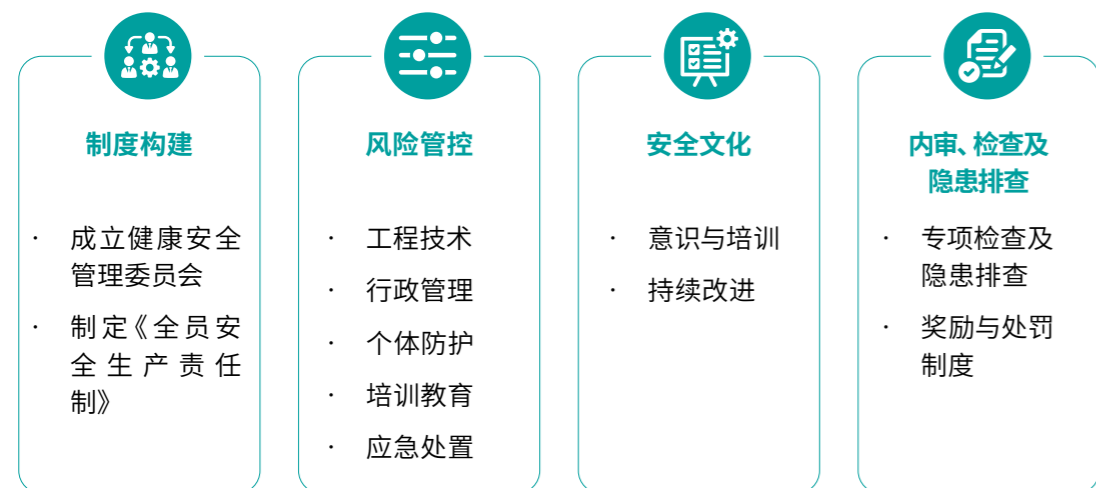 制度构建
· 成立健康安全
管理委员会
· 制定《全员安
全生产责任
制》
风险管控
· 工程技术
· 行政管理
· 个体防护
· 培训教育
· 应急处置
安全文化
· 意识与培训
· 持续改进
内审、检查及
隐患排查
· 专项检查及
隐患排查
· 奖励与处罚
制度